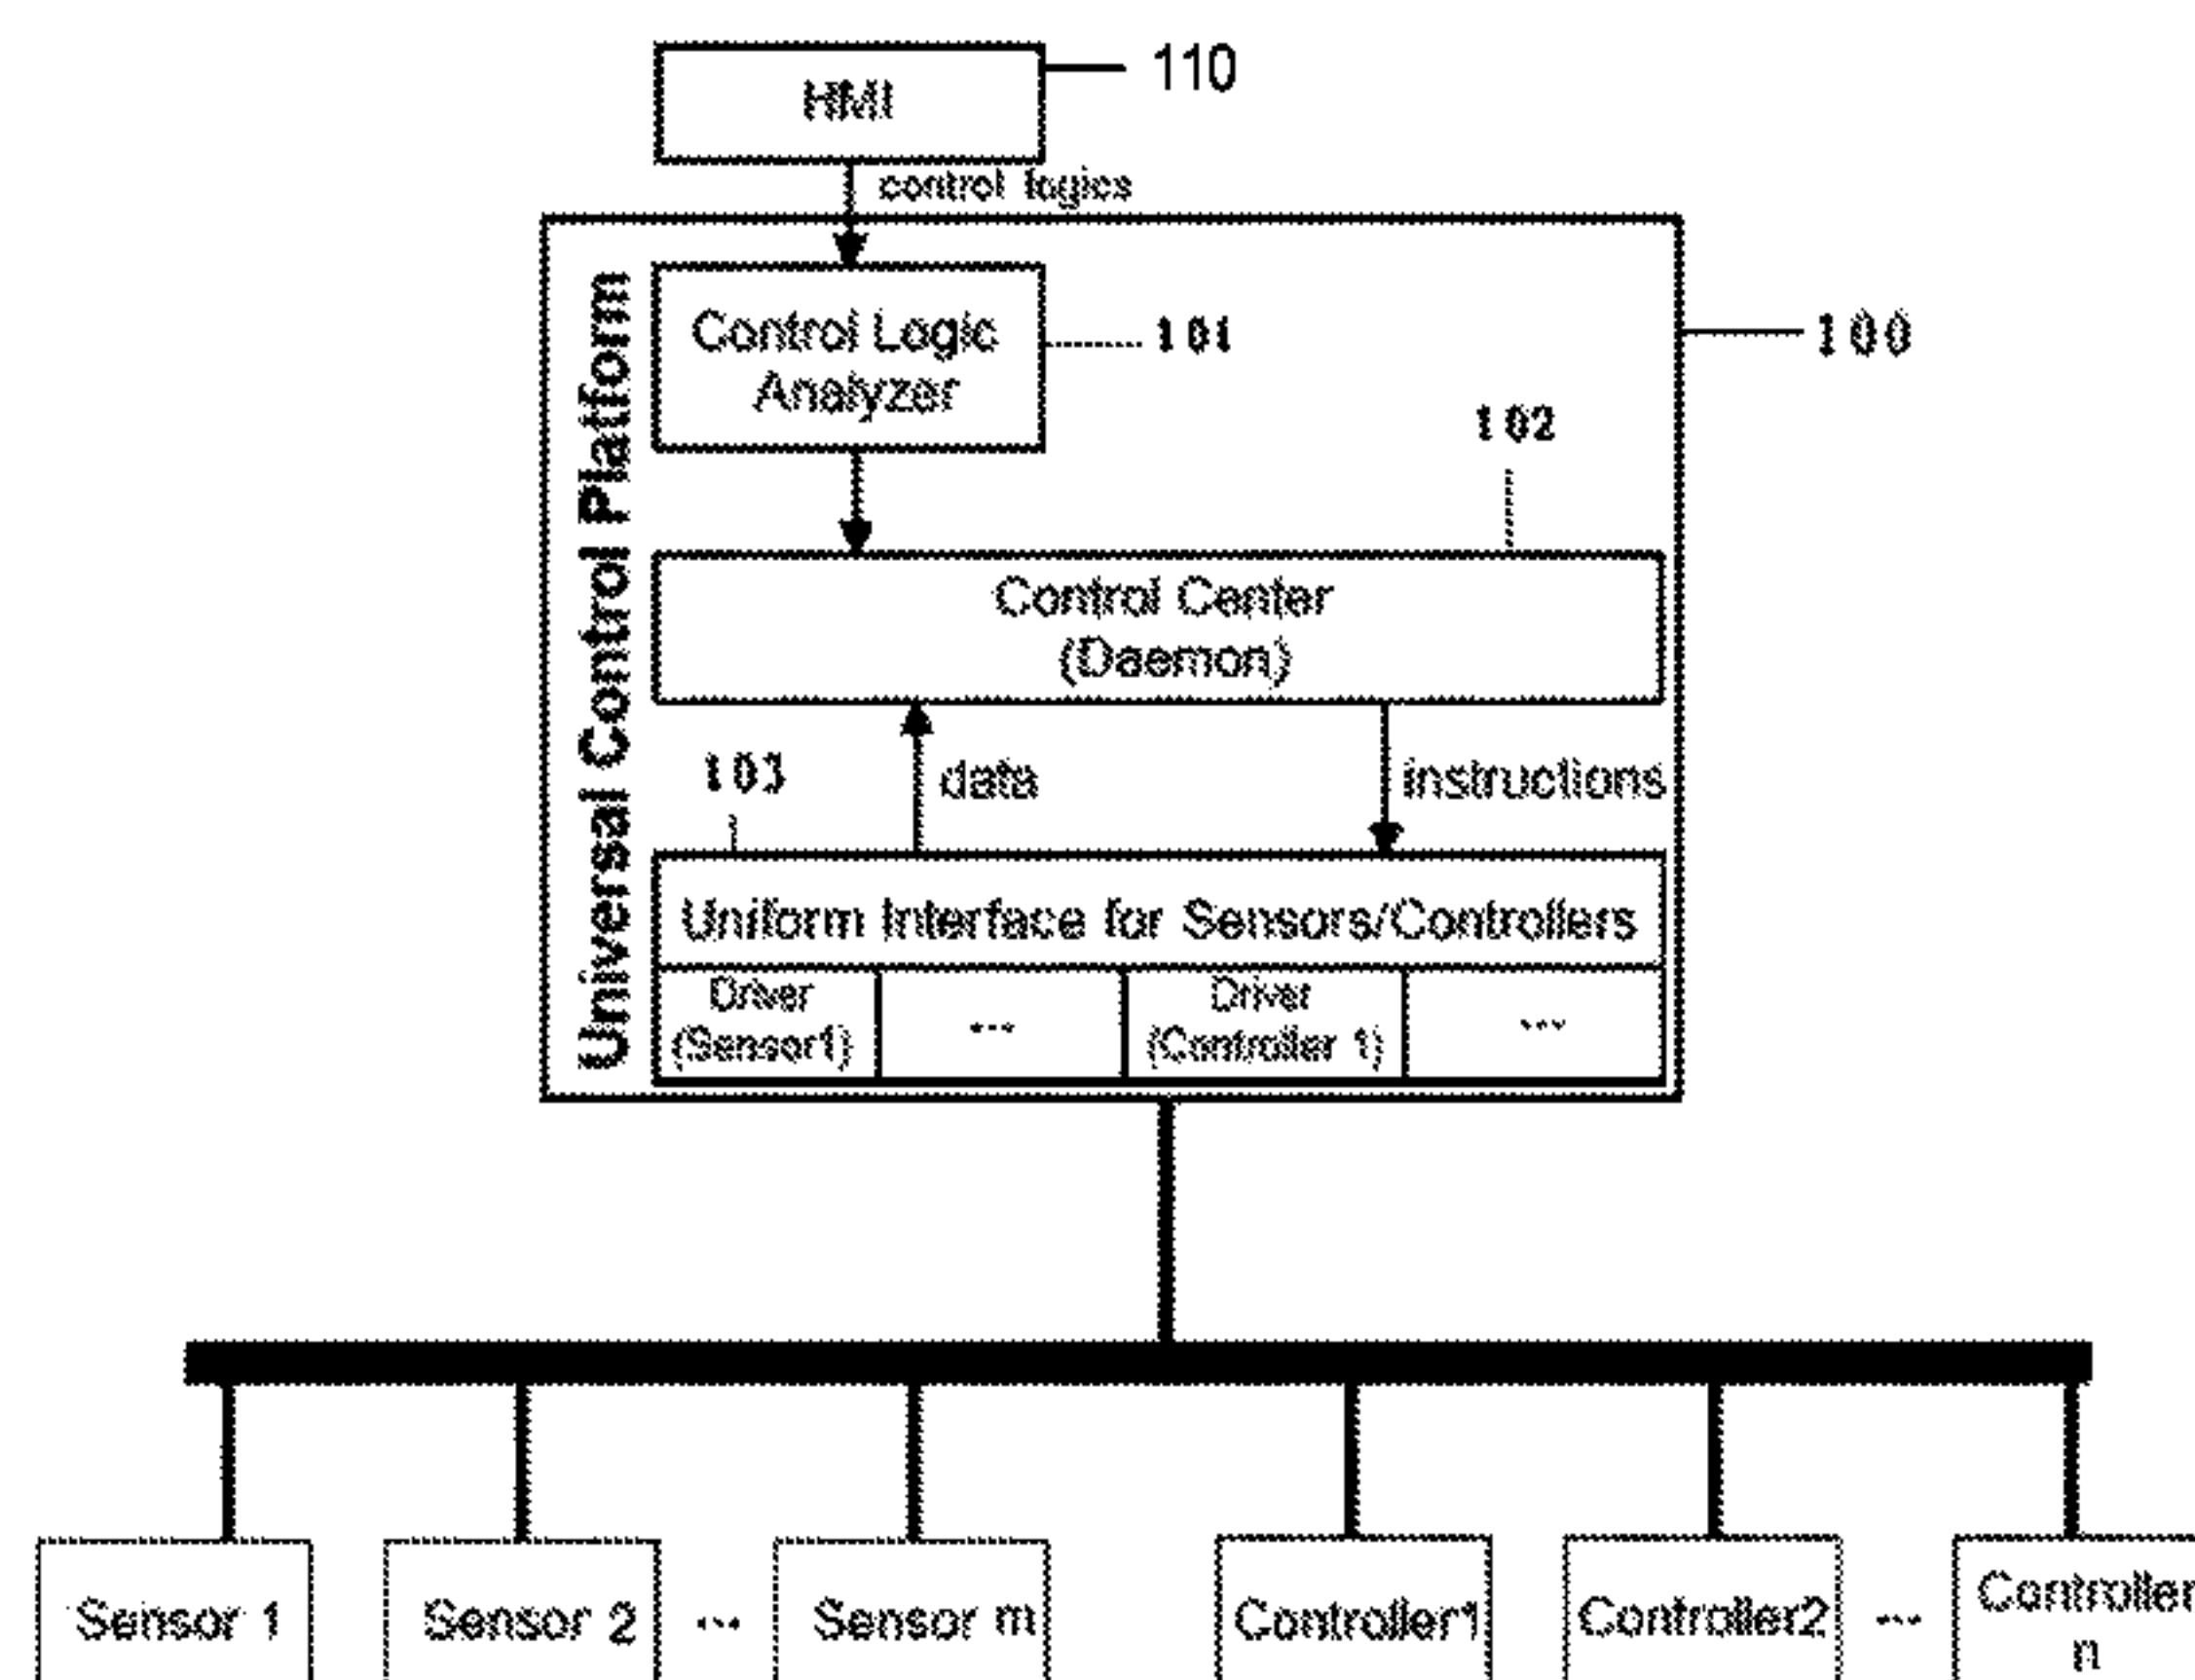 HMI
110
control logics
Universal Control Platform
Control Logic
Analyzer
101
100
102
Control Center
(Daemon)
103
data
instructions
Uniform Interface for Sensors/Controllers
Driver
(Sensor1)
...
Driver
(Controller 1)
...
Sensor 1
Sensor 2
...
Sensor m
Controller1
Controller2
...
Controller
n